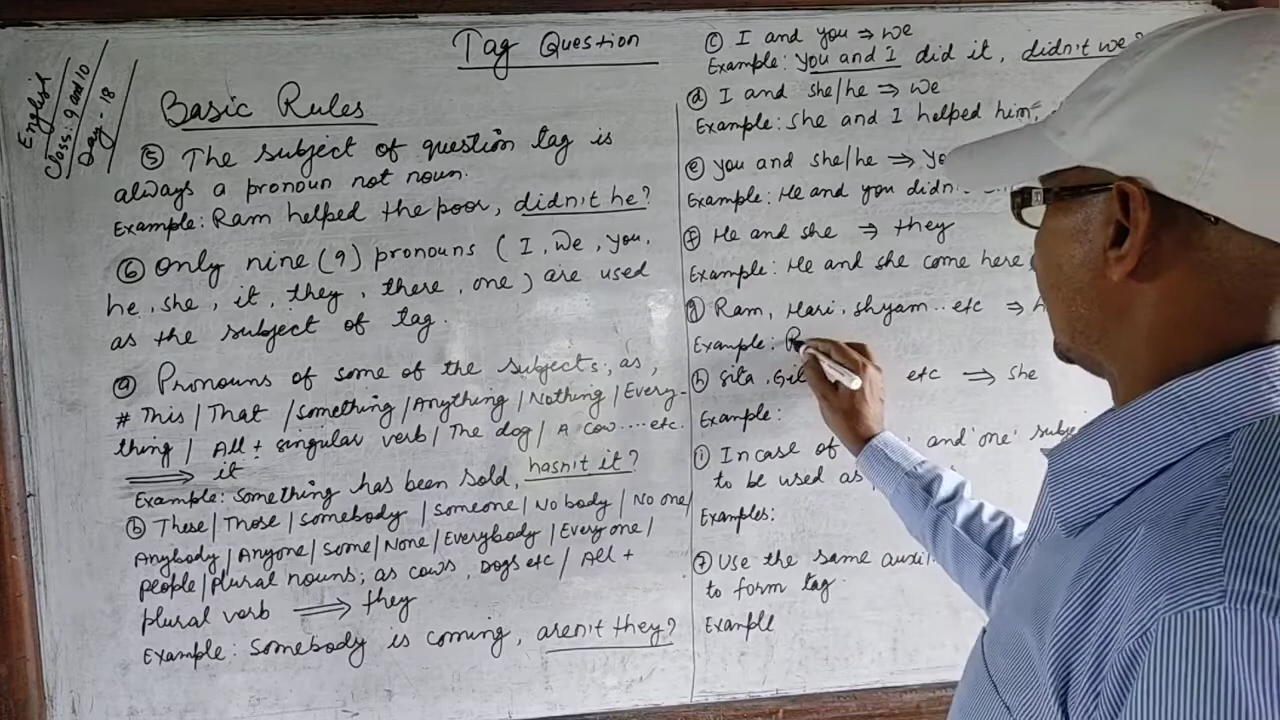 Tag Question
English
Class: 9 and 10
Day - 18
Basic Rules
⑤ The subject of question tag is
always a pronoun not noun.
Example: Ram helped the poor, didn't he?
⑥ Only nine (9) pronouns ( I, we, you,
he, she, it, they, there, one) are used
as the subject of tag.
ⓐ Pronouns of some of the subjects; as,
# This / That / something / Anything / Nothing / Every-
thing / All + singular verb / The dog / A cow .... etc.
⟹ it
Example: Something has been sold, hasn't it?
ⓑ These / Those / somebody / someone / No body / No one /
Anybody / Anyone / Some / None / Everybody / Every one /
people / plural nouns; as cows, Dogs etc / All +
plural verb ⟹ they
Example: Somebody is coming, aren't they?
ⓒ I and you ⇒ we
Example: you and I did it, didn't we?
ⓓ I and she/he ⇒ we
Example: she and I helped him,
ⓔ you and she/he ⇒
Example: He and you
ⓕ He and she ⇒ they
Example: He and she come here
ⓖ Ram, Hari, shyam .. etc ⇒
Example:
ⓗ Sita, etc ⇒ she
Example:
ⓘ In case of and 'one'
to be used as
Examples:
⑦ Use the same
to form tag.
Example